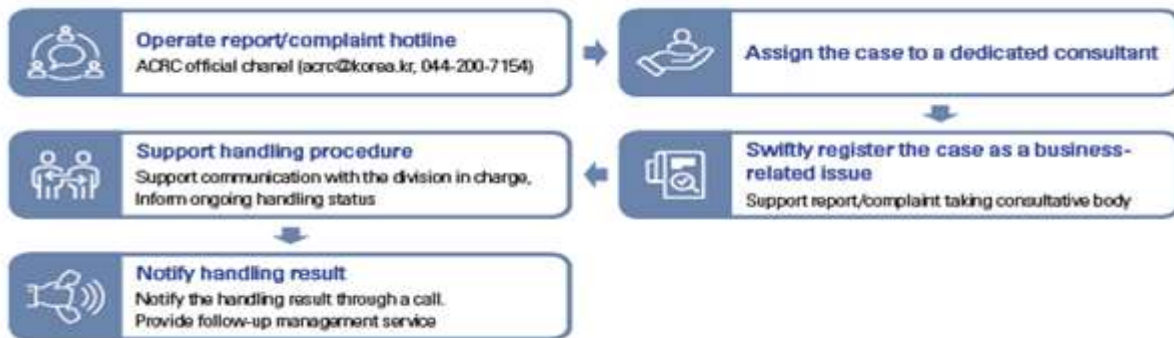 Operate report/complaint hotline
ACRC official chanel (acrc@korea.kr, 044-200-7154)
Assign the case to a dedicated consultant
Swiftly register the case as a business-
related issue
Support report/complaint taking consultative body
Support handling procedure
Support communication with the division in charge,
Inform ongoing handling status
Notify handling result
Notify the handling result through a call.
Provide follow-up management service